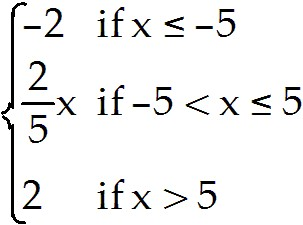 –2 if x ≤ –5
2/5 x if –5 < x ≤ 5
2 if x > 5